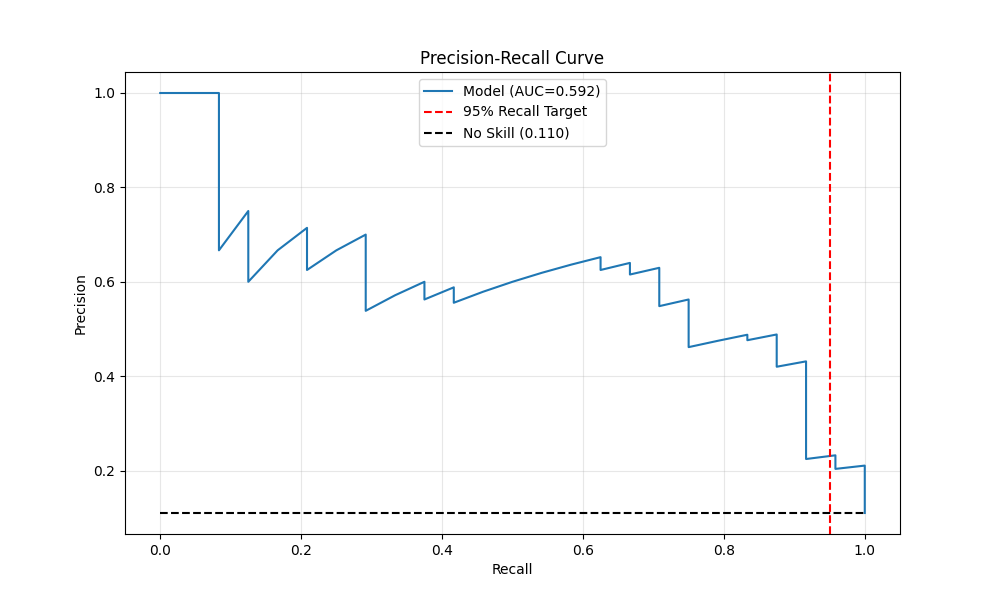 Precision-Recall Curve
Model (AUC=0.592)
95% Recall Target
No Skill (0.110)
Precision
1.0
0.8
0.6
0.4
0.2
0.0 0.2 0.4 0.6 0.8 1.0
Recall